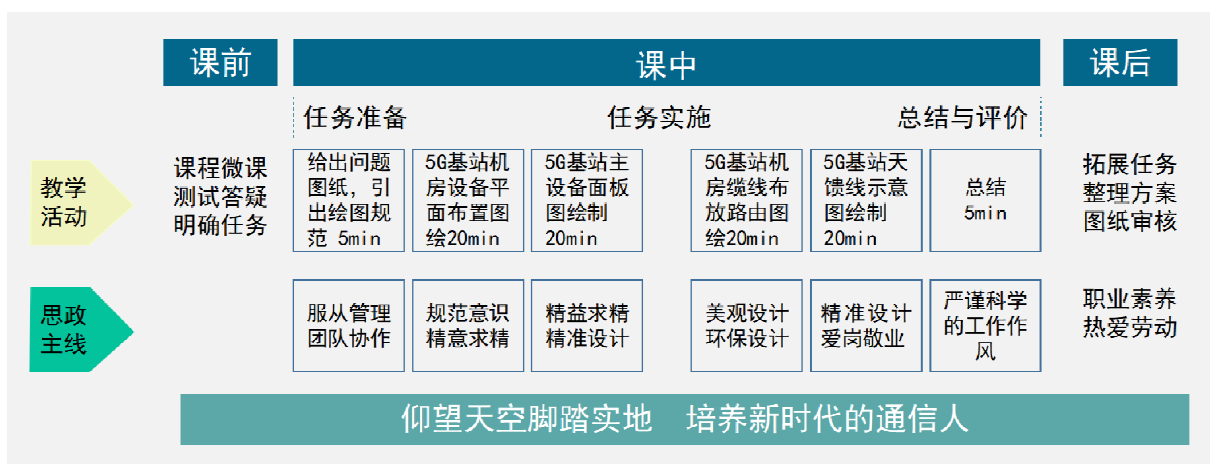 课前
课中
课后
任务准备
任务实施
总结与评价
教学
活动
课程微课
测试答疑
明确任务
给出问题
图纸，引
出绘图规
范 5min
5G基站机
房设备平
面布置图
绘20min
5G基站主
设备面板
图绘制
20min
5G基站机
房缆线布
放路由图
绘20min
5G基站天
馈线示意
图绘制
20min
总结
5min
拓展任务
整理方案
图纸审核
思政
主线
服从管理
团队协作
规范意识
精意求精
精益求精
精准设计
美观设计
环保设计
精准设计
爱岗敬业
严谨科学
的工作作
风
职业素养
热爱劳动
仰望天空脚踏实地 培养新时代的通信人